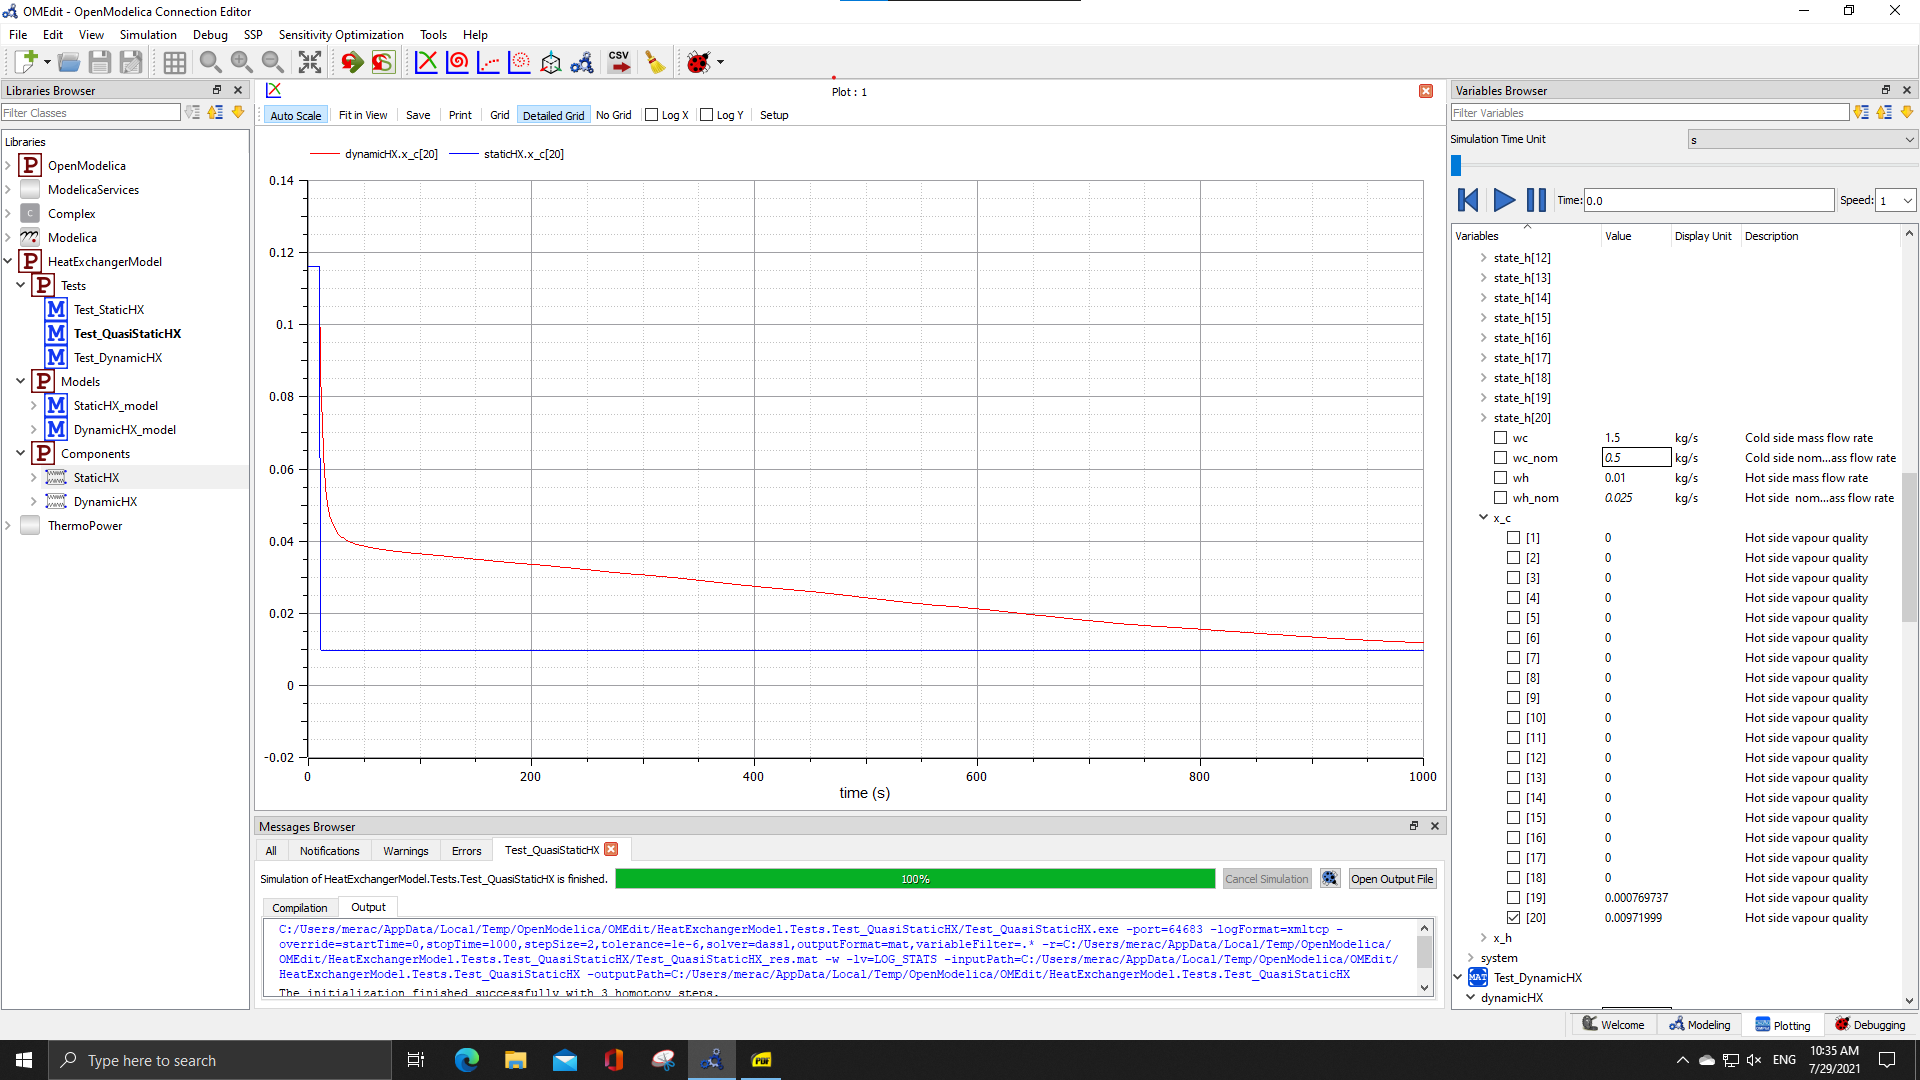 OMEdit - OpenModelica Connection Editor
File Edit View Simulation Debug SSP Sensitivity Optimization Tools Help
CSV
Libraries Browser
Filter Classes
Libraries
P OpenModelica
ModelicaServices
C Complex
m Modelica
P HeatExchangerModel
P Tests
M Test_StaticHX
M Test_QuasiStaticHX
M Test_DynamicHX
P Models
M StaticHX_model
M DynamicHX_model
P Components
StaticHX
DynamicHX
ThermoPower
Plot : 1
Auto Scale Fit in View Save Print Grid Detailed Grid No Grid Log X Log Y Setup
dynamicHX.x_c[20] staticHX.x_c[20]
0.14
0.12
0.1
0.08
0.06
0.04
0.02
0
-0.02
0 200 400 600 800 1000
time (s)
Messages Browser
All Notifications Warnings Errors Test_QuasiStaticHX
Simulation of HeatExchangerModel.Tests.Test_QuasiStaticHX is finished. 100% Cancel Simulation Open Output File
Compilation Output
C:/Users/merac/AppData/Local/Temp/OpenModelica/OMEdit/HeatExchangerModel.Tests.Test_QuasiStaticHX/Test_QuasiStaticHX.exe -port=64683 -logFormat=xmltcp -
override=startTime=0,stopTime=1000,stepSize=2,tolerance=1e-6,solver=dassl,outputFormat=mat,variableFilter=.* -r=C:/Users/merac/AppData/Local/Temp/OpenModelica/
OMEdit/HeatExchangerModel.Tests.Test_QuasiStaticHX/Test_QuasiStaticHX_res.mat -w -lv=LOG_STATS -inputPath=C:/Users/merac/AppData/Local/Temp/OpenModelica/OMEdit/
HeatExchangerModel.Tests.Test_QuasiStaticHX -outputPath=C:/Users/merac/AppData/Local/Temp/OpenModelica/OMEdit/HeatExchangerModel.Tests.Test_QuasiStaticHX
The initialization finished successfully with 3 homotopy steps.
Variables Browser
Filter Variables
Simulation Time Unit s
Time: 0.0 Speed: 1
Variables Value Display Unit Description
state_h[12]
state_h[13]
state_h[14]
state_h[15]
state_h[16]
state_h[17]
state_h[18]
state_h[19]
state_h[20]
wc 1.5 kg/s Cold side mass flow rate
wc_nom 0.5 kg/s Cold side nom...ass flow rate
wh 0.01 kg/s Hot side mass flow rate
wh_nom 0.025 kg/s Hot side nom...ass flow rate
x_c
[1] 0 Hot side vapour quality
[2] 0 Hot side vapour quality
[3] 0 Hot side vapour quality
[4] 0 Hot side vapour quality
[5] 0 Hot side vapour quality
[6] 0 Hot side vapour quality
[7] 0 Hot side vapour quality
[8] 0 Hot side vapour quality
[9] 0 Hot side vapour quality
[10] 0 Hot side vapour quality
[11] 0 Hot side vapour quality
[12] 0 Hot side vapour quality
[13] 0 Hot side vapour quality
[14] 0 Hot side vapour quality
[15] 0 Hot side vapour quality
[16] 0 Hot side vapour quality
[17] 0 Hot side vapour quality
[18] 0 Hot side vapour quality
[19] 0.000769737 Hot side vapour quality
[20] 0.00971999 Hot side vapour quality
x_h
system
MAT Test_DynamicHX
dynamicHX
Welcome Modeling Plotting Debugging
Type here to search
PDF
ENG
10:35 AM
7/29/2021